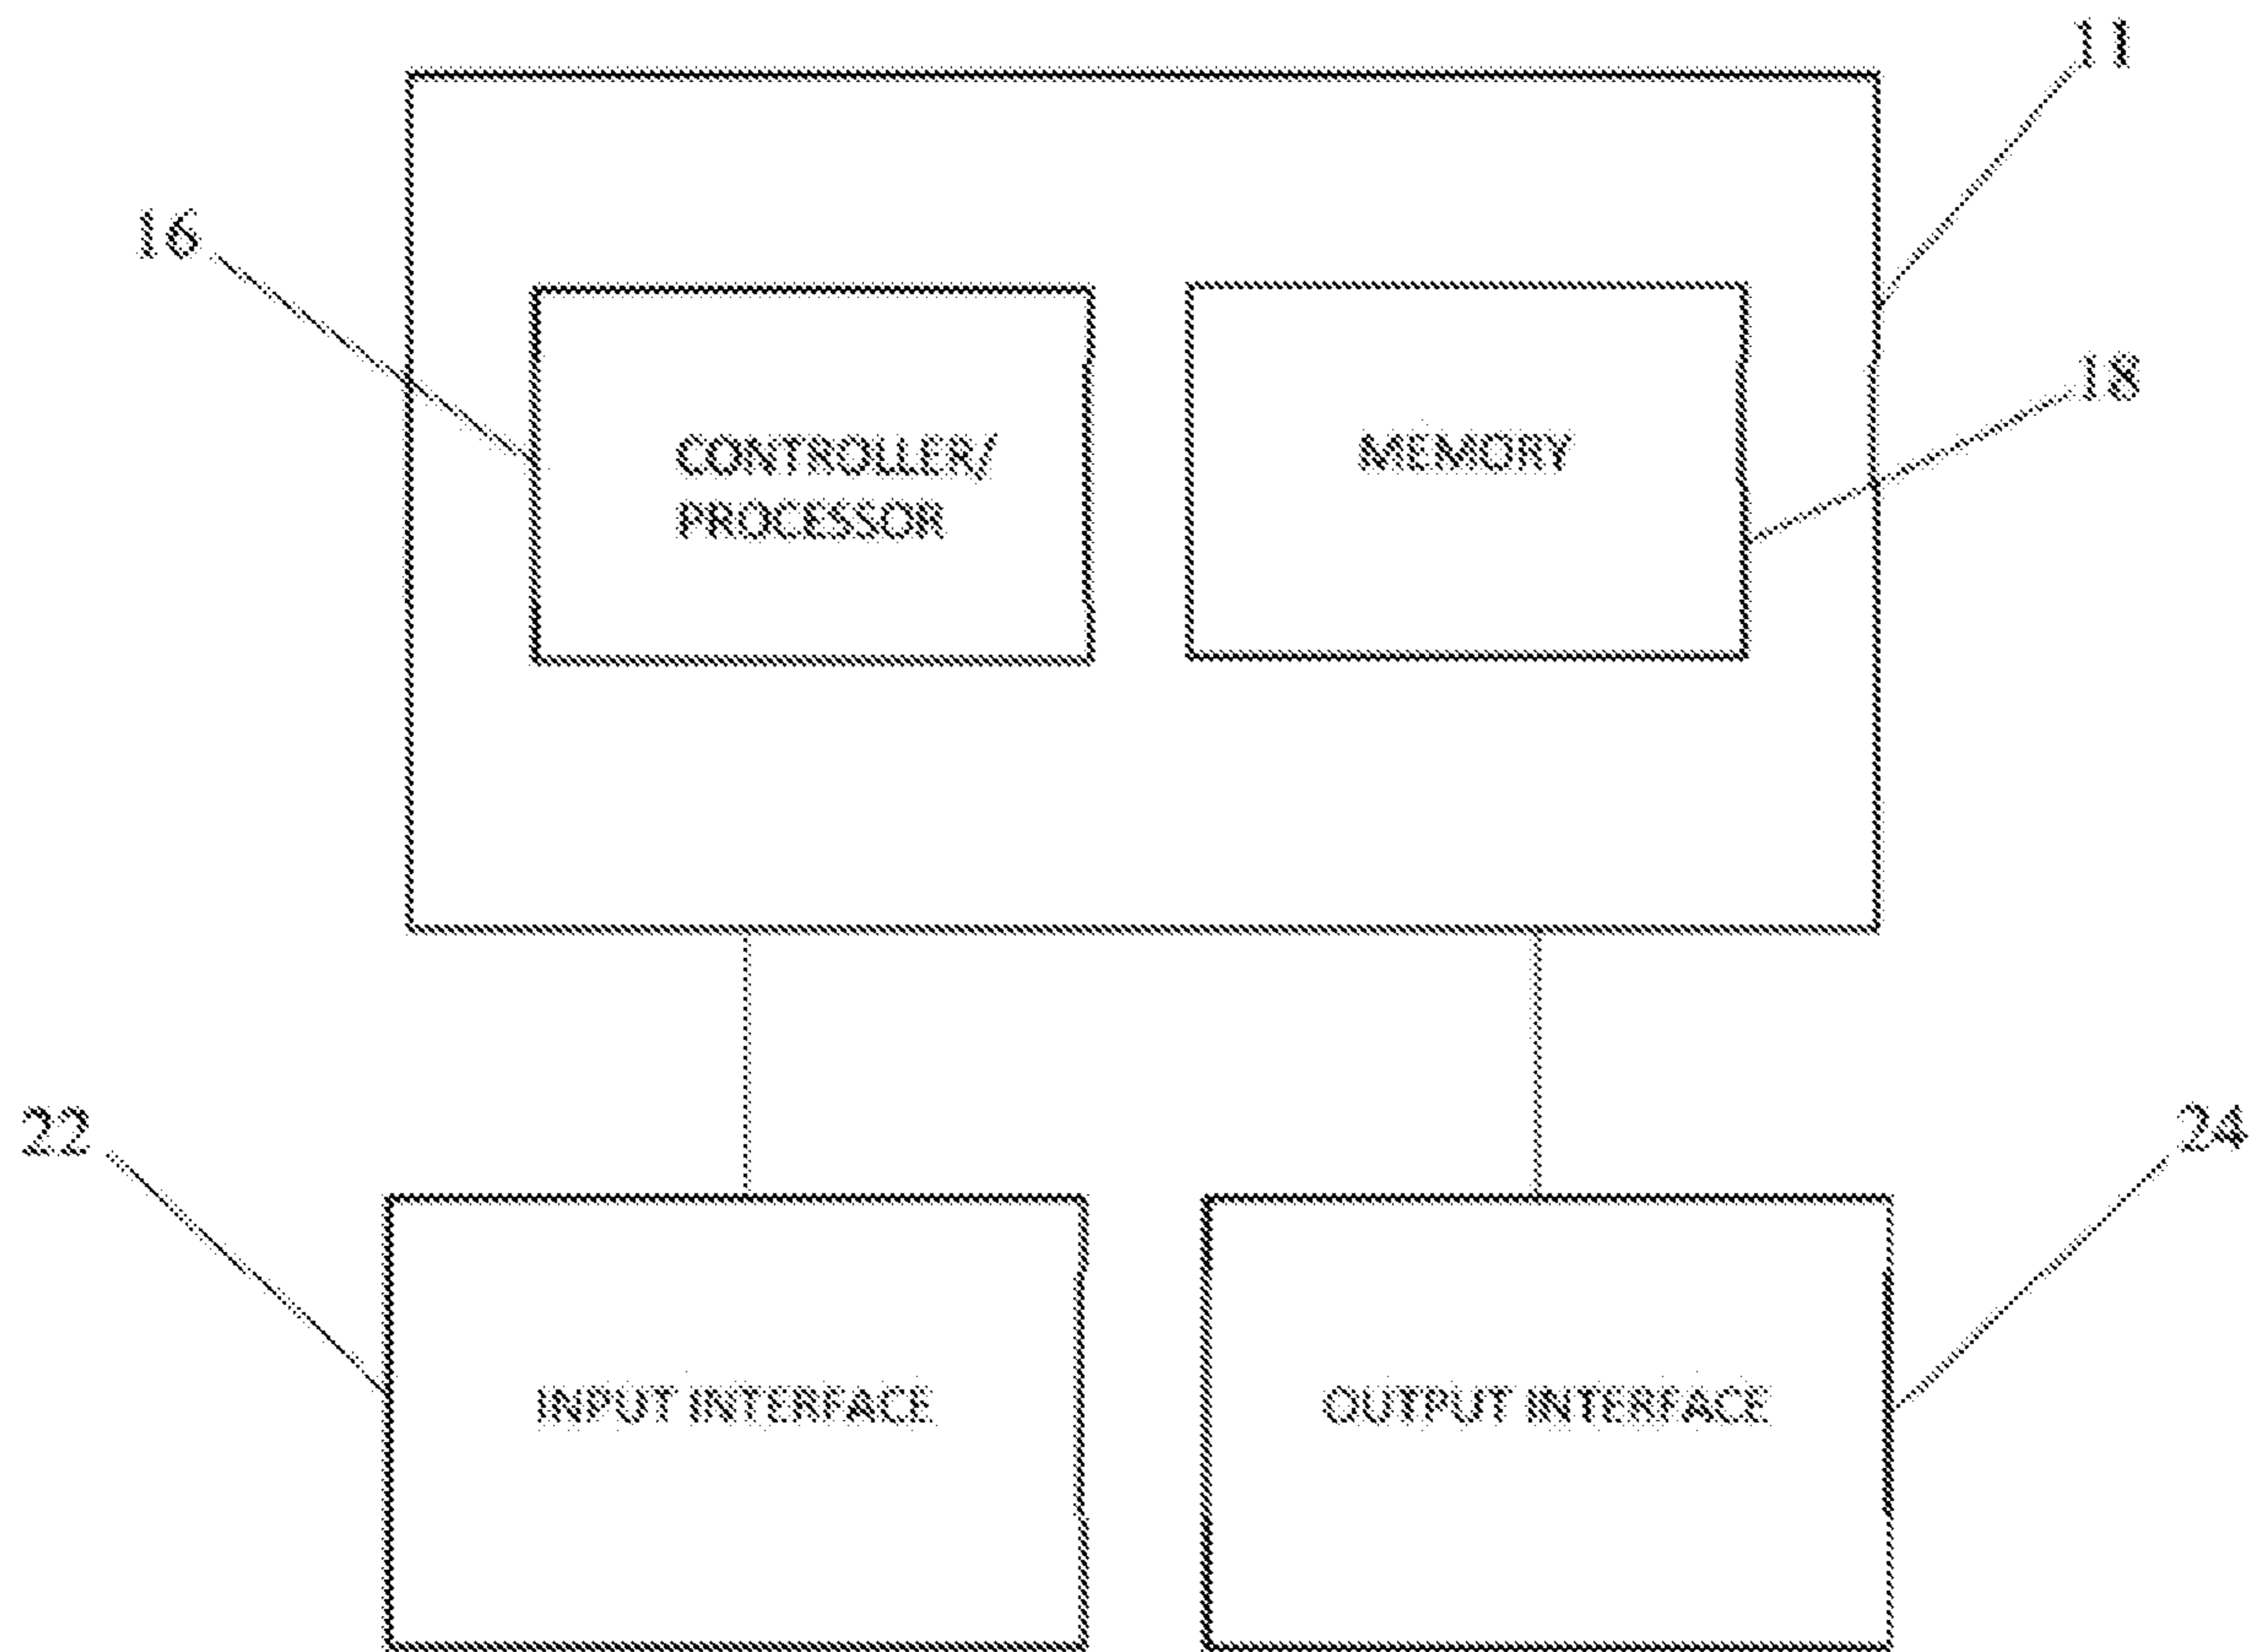 11
16
18
CONTROLLER/
PROCESSOR
MEMORY
22
24
INPUT INTERFACE
OUTPUT INTERFACE